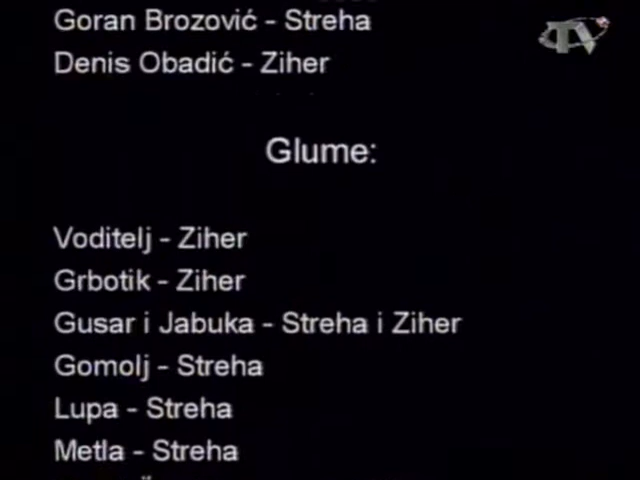 Goran Brozović - Streha
TV
Denis Obadić - Ziher
Glume:
Voditelj - Ziher
Grbotik - Ziher
Gusar i Jabuka - Streha i Ziher
Gomolj - Streha
Lupa - Streha
Metla - Streha